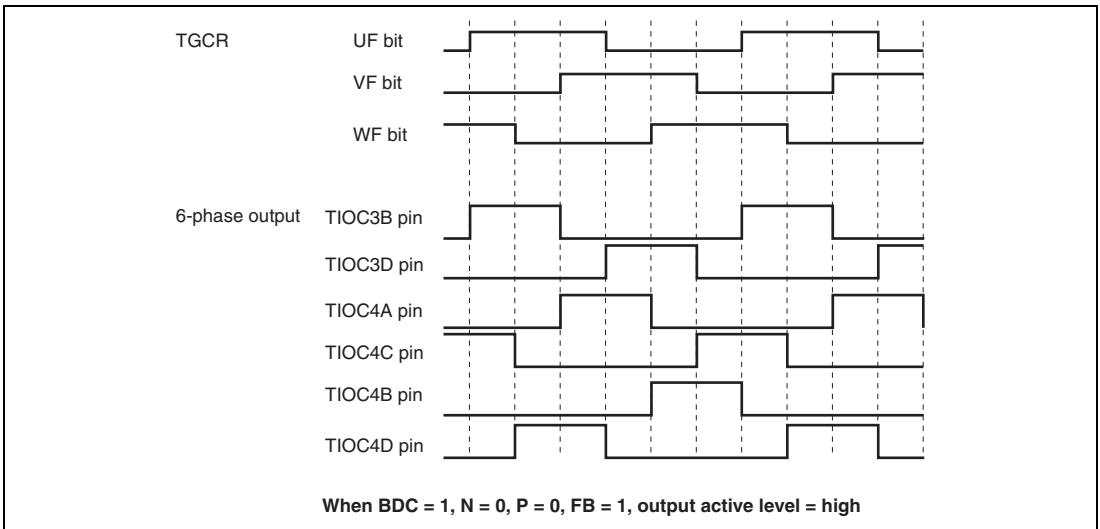 TGCR UF bit
VF bit
WF bit
6-phase output TIOC3B pin
TIOC3D pin
TIOC4A pin
TIOC4C pin
TIOC4B pin
TIOC4D pin
When BDC = 1, N = 0, P = 0, FB = 1, output active level = high